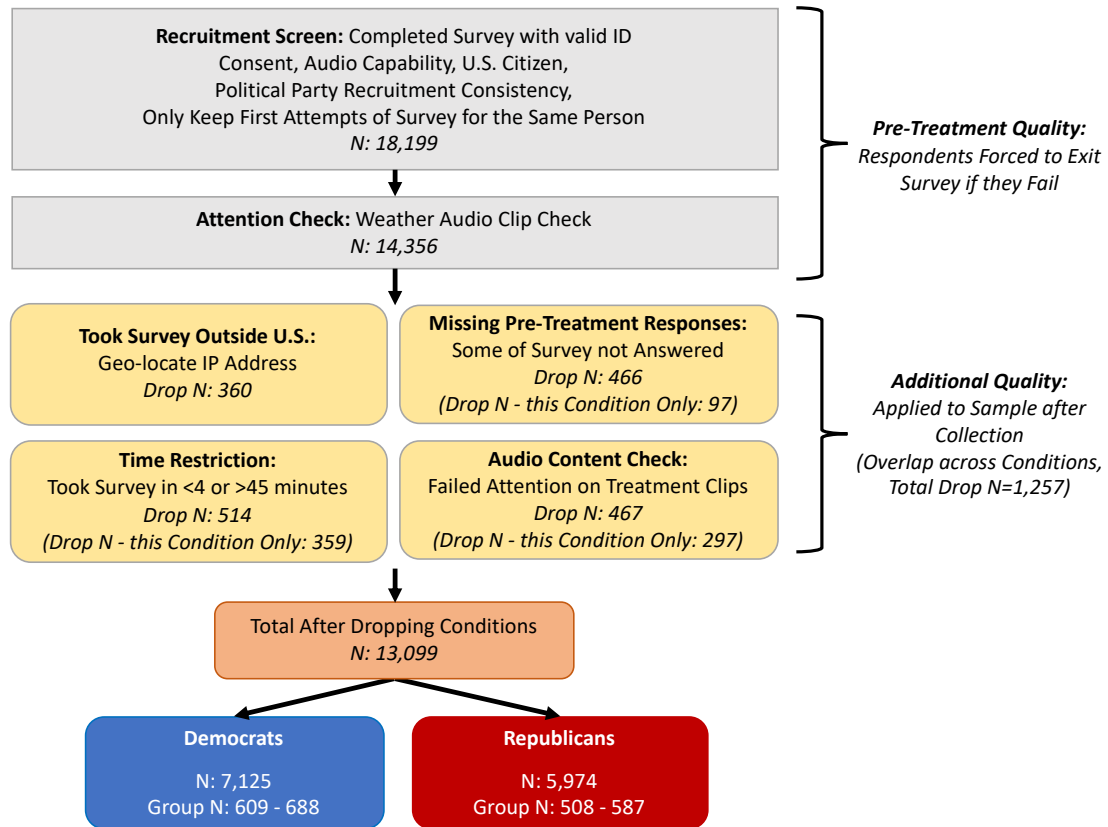 Recruitment Screen: Completed Survey with valid ID
Consent, Audio Capability, U.S. Citizen,
Political Party Recruitment Consistency,
Only Keep First Attempts of Survey for the Same Person
N: 18,199
Pre-Treatment Quality:
Respondents Forced to Exit
Survey if they Fail
Attention Check: Weather Audio Clip Check
N: 14,356
Took Survey Outside U.S.:
Geo-locate IP Address
Drop N: 360
Missing Pre-Treatment Responses:
Some of Survey not Answered
Drop N: 466
(Drop N - this Condition Only: 97)
Time Restriction:
Took Survey in <4 or >45 minutes
Drop N: 514
(Drop N - this Condition Only: 359)
Audio Content Check:
Failed Attention on Treatment Clips
Drop N: 467
(Drop N - this Condition Only: 297)
Additional Quality:
Applied to Sample after
Collection
(Overlap across Conditions,
Total Drop N=1,257)
Total After Dropping Conditions
N: 13,099
Democrats
N: 7,125
Group N: 609 - 688
Republicans
N: 5,974
Group N: 508 - 587